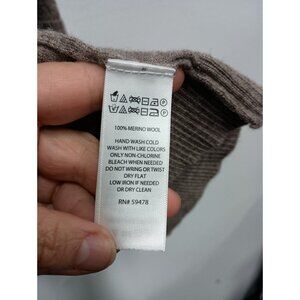 100% MERINO WOOL
HAND WASH COLD
WASH WITH LIKE COLORS
ONLY NON-CHLORINE
BLEACH WHEN NEEDED
DO NOT WRING OR TWIST
DRY FLAT
LOW IRON IF NEEDED
OR DRY CLEAN
RN# 59478